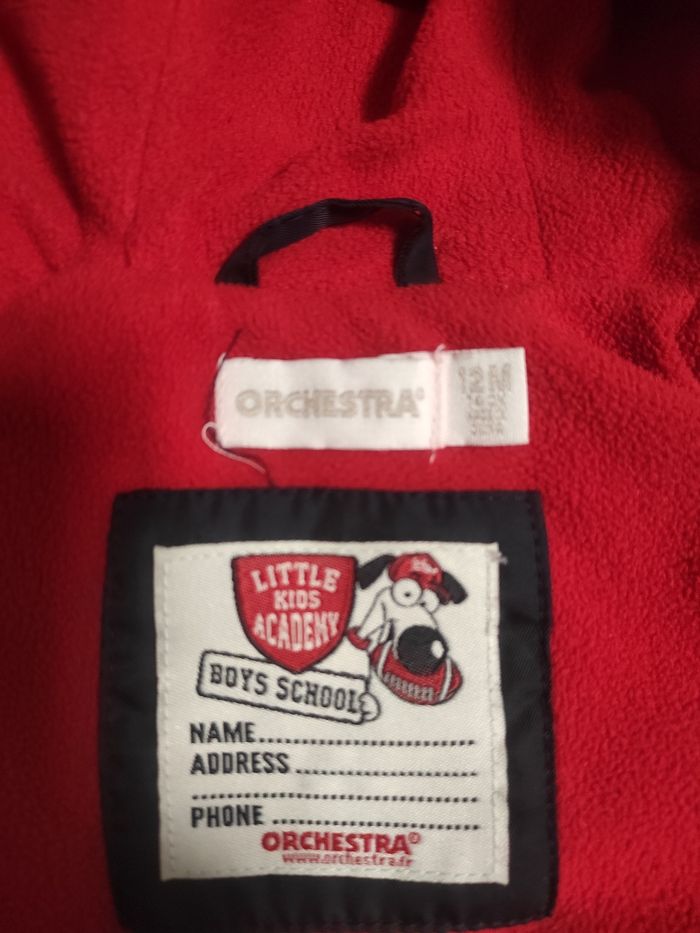 ORCHESTRA®
12M
LITTLE
KIDS
ACADEMY
BOYS SCHOOL
NAME..............................
ADDRESS .........................
........................................
PHONE ............................
ORCHESTRA®
www.orchestra.fr